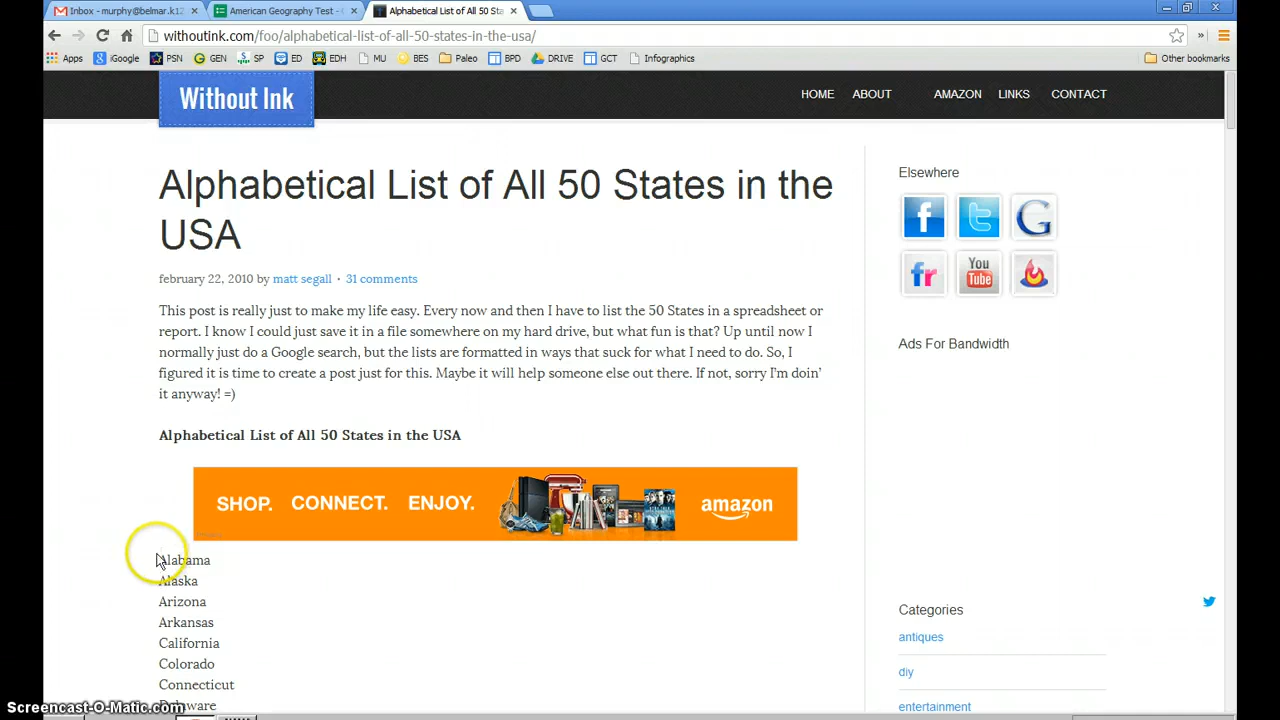 Inbox - murphy@belmar.k12
American Geography Test -
Alphabetical List of All 50 Sta
withoutink.com/foo/alphabetical-list-of-all-50-states-in-the-usa/
Apps iGoogle PSN GEN SP ED EDH MU BES Paleo BPD DRIVE GCT Infographics Other bookmarks
Without Ink
HOME ABOUT AMAZON LINKS CONTACT
Alphabetical List of All 50 States in the
USA
february 22, 2010 by matt segall · 31 comments
This post is really just to make my life easy. Every now and then I have to list the 50 States in a spreadsheet or
report. I know I could just save it in a file somewhere on my hard drive, but what fun is that? Up until now I
normally just do a Google search, but the lists are formatted in ways that suck for what I need to do. So, I
figured it is time to create a post just for this. Maybe it will help someone else out there. If not, sorry I'm doin'
it anyway! =)
Alphabetical List of All 50 States in the USA
SHOP. CONNECT. ENJOY. amazon
Alabama
Alaska
Arizona
Arkansas
California
Colorado
Connecticut
Delaware
Elsewhere
f t G
fr You Tube
Ads For Bandwidth
Categories
antiques
diy
entertainment
Screencast-O-Matic.com